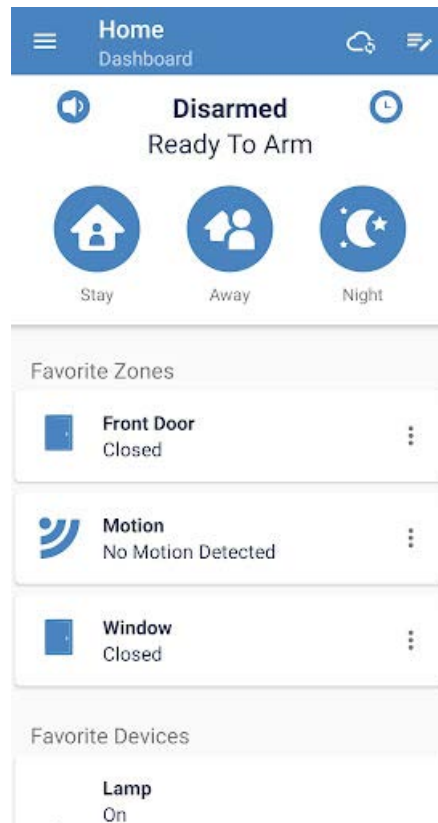 Home
Dashboard
Disarmed
Ready To Arm
Stay Away Night
Favorite Zones
Front Door
Closed
Motion
No Motion Detected
Window
Closed
Favorite Devices
Lamp
On